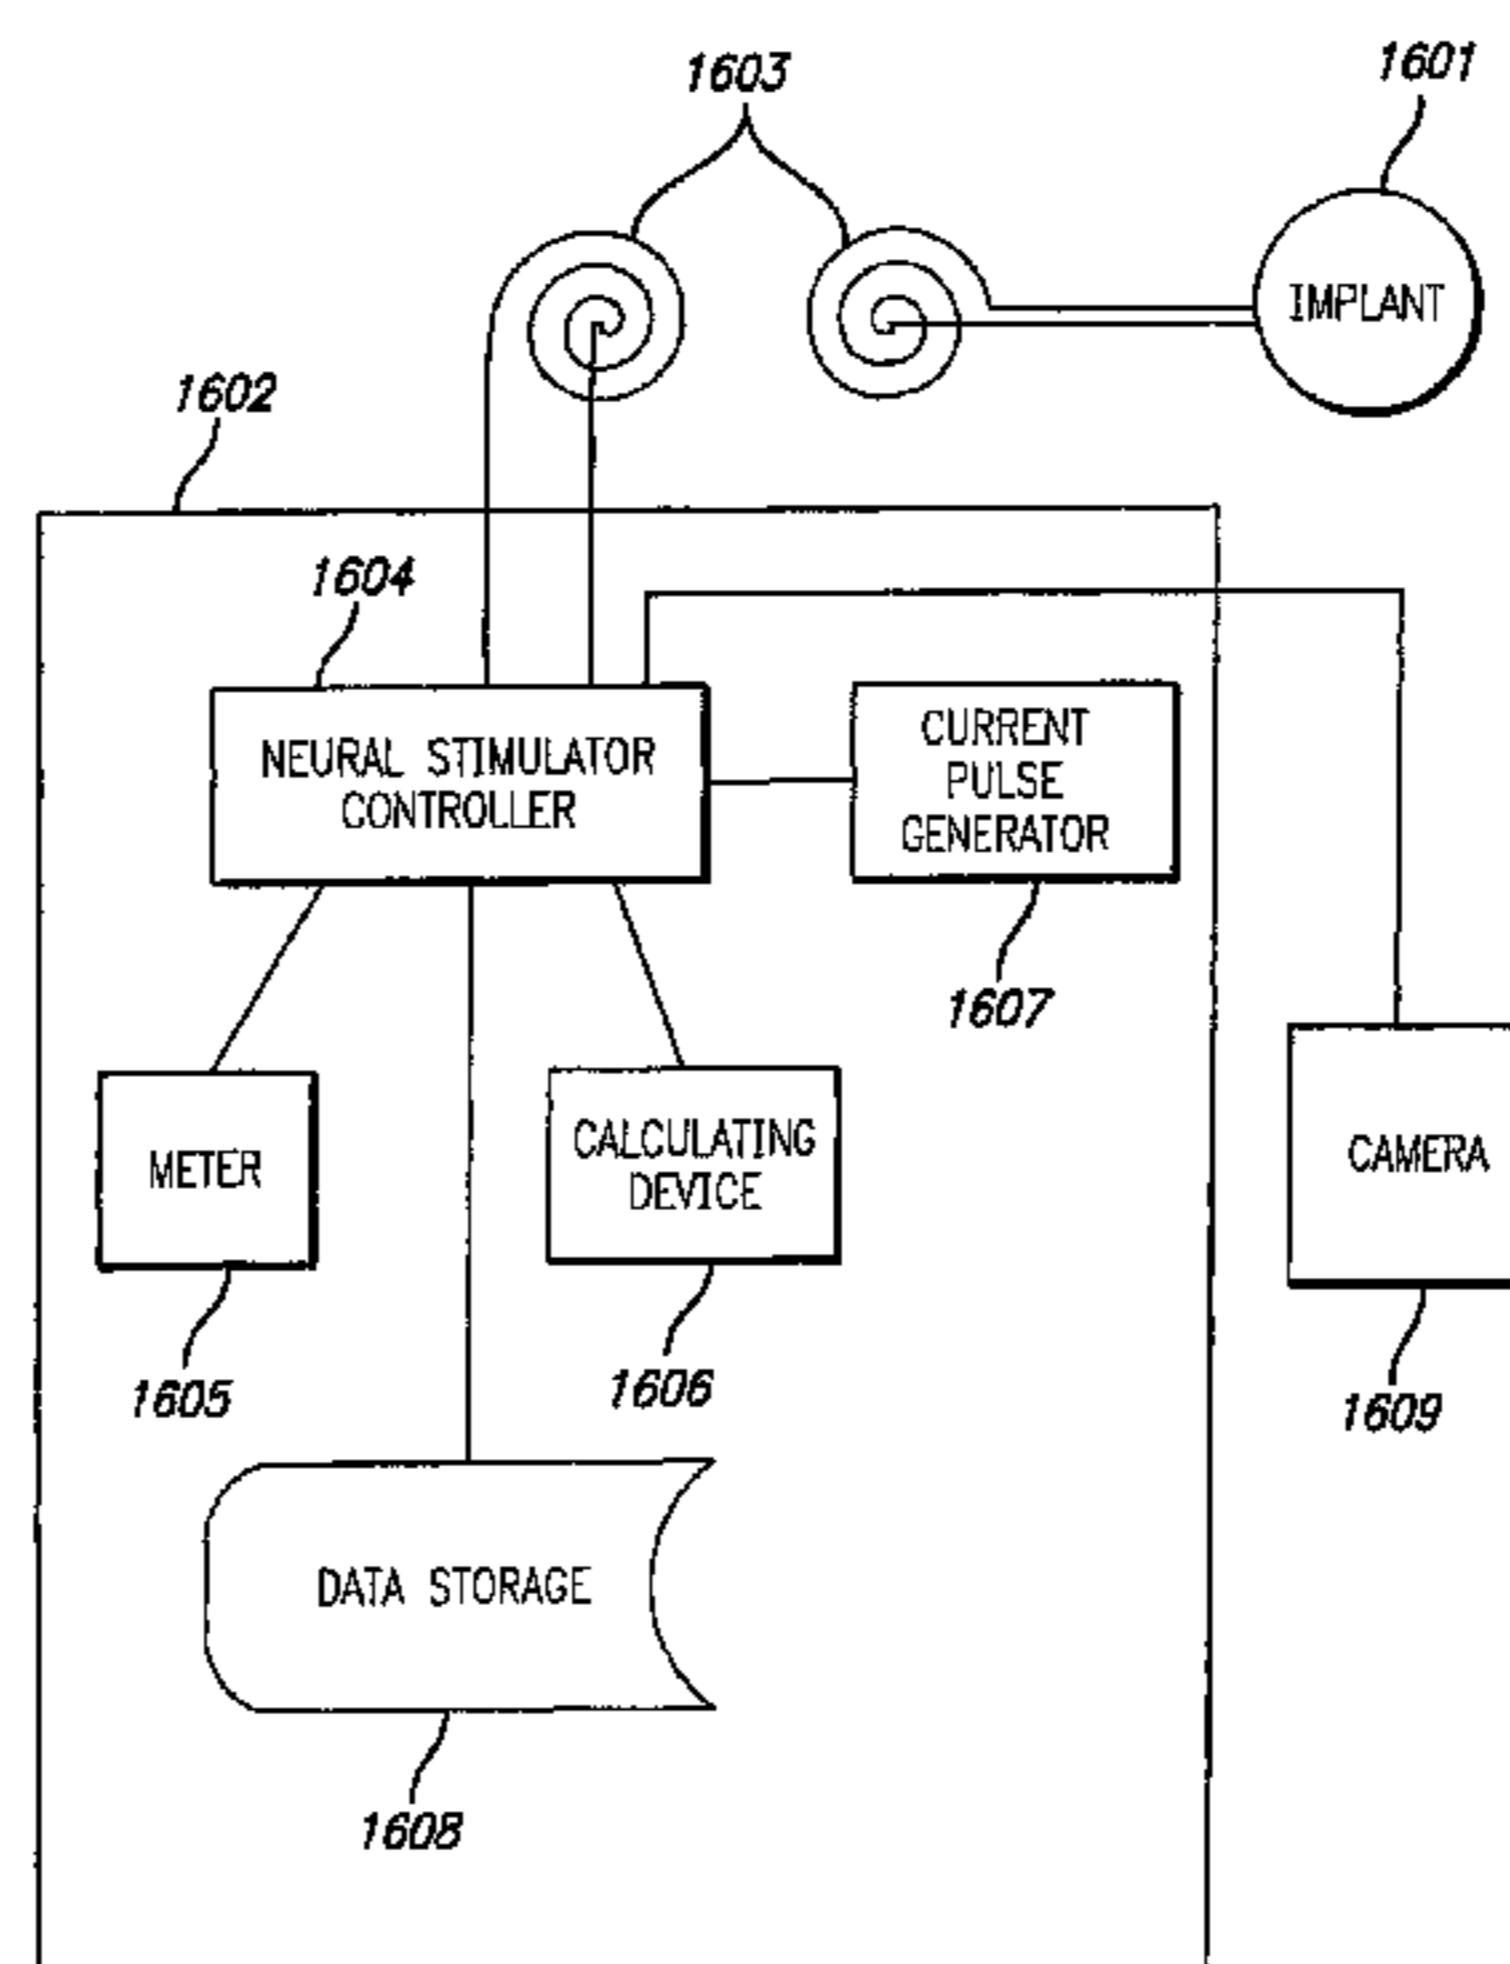 1603
1601
IMPLANT
1602
1604
NEURAL STIMULATOR
CONTROLLER
CURRENT
PULSE
GENERATOR
1607
METER
CALCULATING
DEVICE
CAMERA
1605
1606
1609
DATA STORAGE
1608